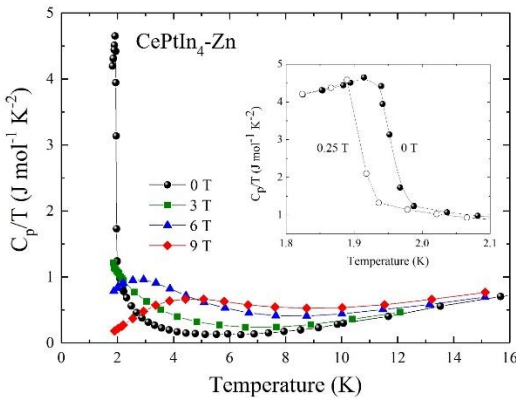 CePtIn₄-Zn
C_p/T (J mol⁻¹ K⁻²)
5
4
3
2
1
0
0 T
3 T
6 T
9 T
0 2 4 6 8 10 12 14 16
Temperature (K)
C_p/T (J mol⁻¹ K⁻²)
5
4
3
2
1
0.25 T
0 T
1.8 1.9 2.0 2.1
Temperature (K)